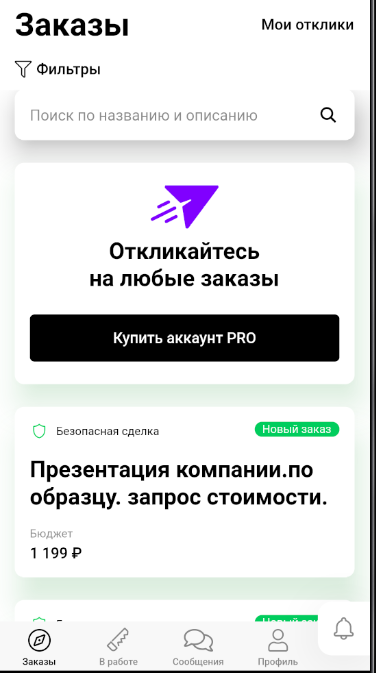 Заказы
Мои отклики
Фильтры
Поиск по названию и описанию
Откликайтесь
на любые заказы
Купить аккаунт PRO
Безопасная сделка
Новый заказ
Презентация компании.по
образцу. запрос стоимости.
Бюджет
1 199 ₽
Заказы
В работе
Сообщения
Профиль